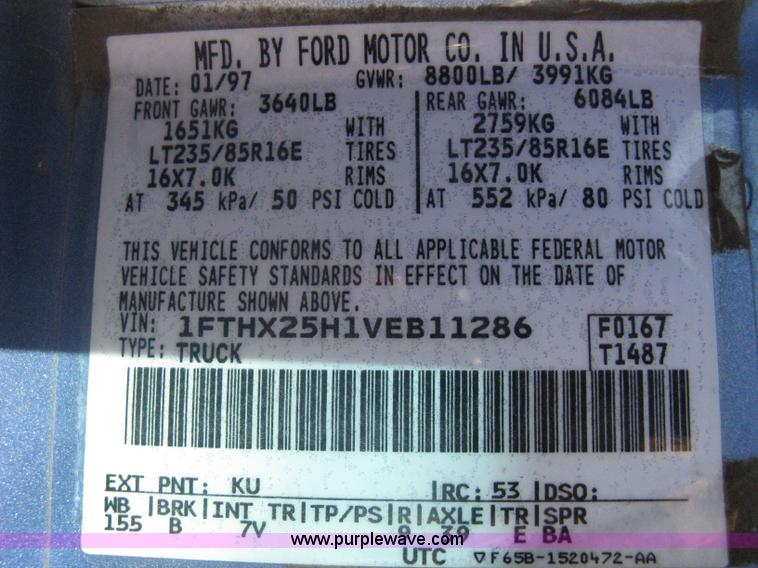 MFD. BY FORD MOTOR CO. IN U.S.A.
DATE: 01/97 GVWR: 8800LB/ 3991KG
FRONT GAWR: 3640LB REAR GAWR: 6084LB
1651KG WITH 2759KG WITH
LT235/85R16E TIRES LT235/85R16E TIRES
16X7.0K RIMS 16X7.0K RIMS
AT 345 kPa/ 50 PSI COLD AT 552 kPa/ 80 PSI COLD
THIS VEHICLE CONFORMS TO ALL APPLICABLE FEDERAL MOTOR
VEHICLE SAFETY STANDARDS IN EFFECT ON THE DATE OF
MANUFACTURE SHOWN ABOVE.
VIN: 1FTHX25H1VEB11286 F0167
TYPE: TRUCK T1487
EXT PNT: KU RC: 53 DSO:
WB BRK INT TR TP/PS R AXLE TR SPR
155 B 7V 9 39 E BA
www.purplewave.com
UTC ▽F65B-1520472-AA